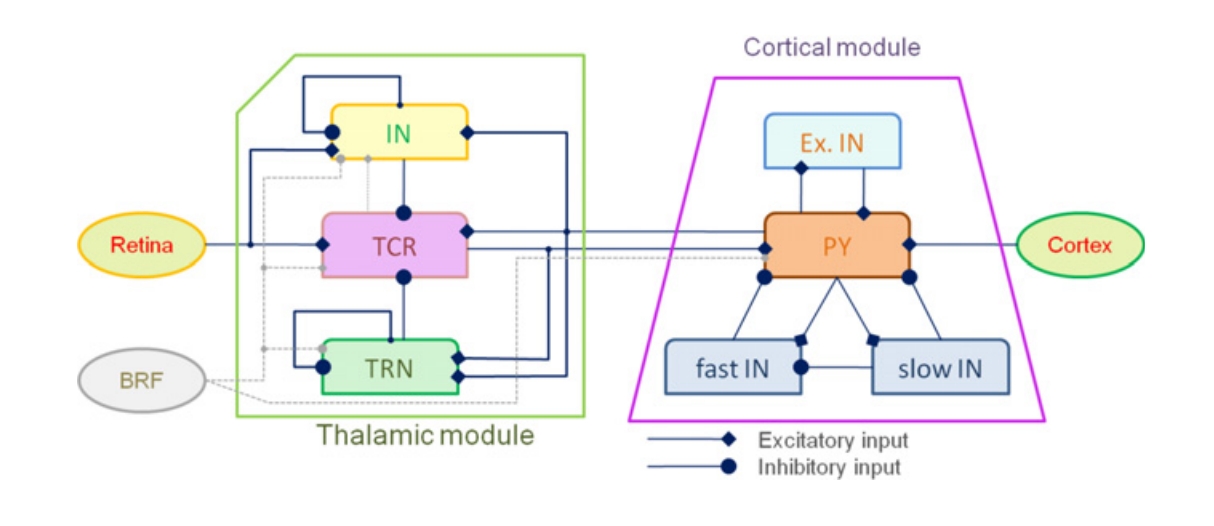 Cortical module
IN
Ex. IN
Retina
TCR
PY
Cortex
BRF
TRN
fast IN
slow IN
Thalamic module
Excitatory input
Inhibitory input